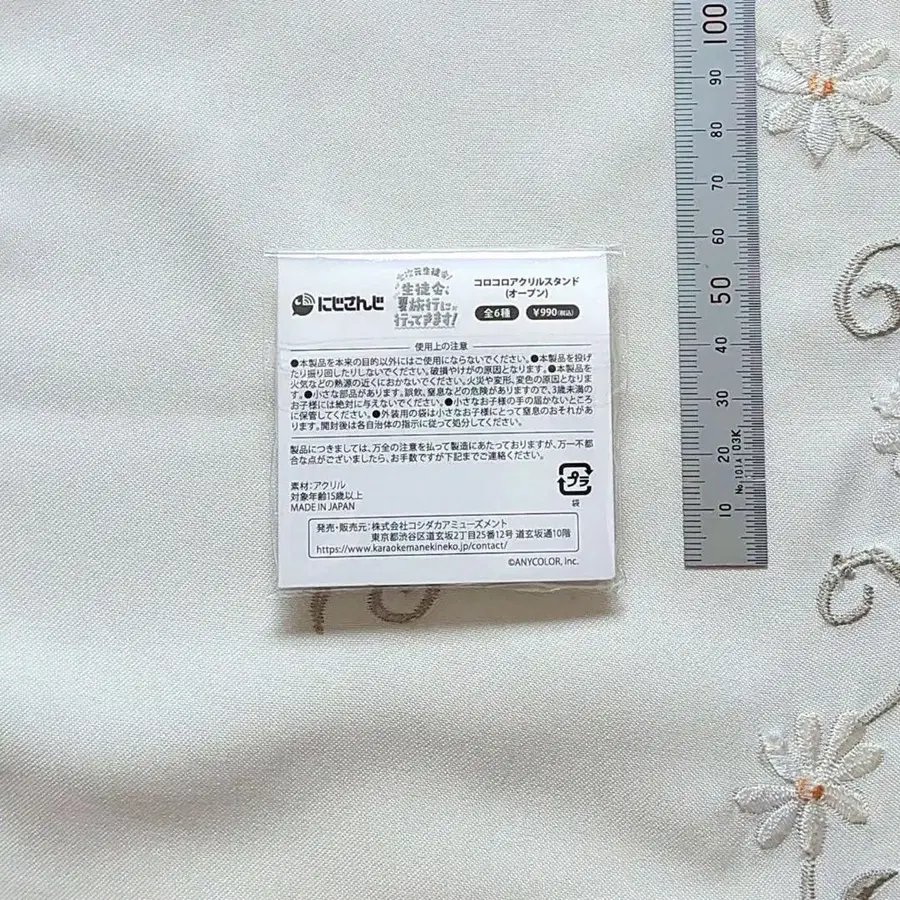 にじさんじ
七次元生徒会!
生徒会、
夏旅行に
行ってきます!
コロコロアクリルスタンド
(オープン)
全6種 ¥990(税込)
使用上の注意
●本製品を本来の目的以外にはご使用にならないでください。●本製品を投げ
たり振り回したりしないでください。破損やけがの原因となります。●本製品を
火気などの熱源の近くにおかないでください。火災や変形、変色の原因となりま
す。●小さな部品があります。誤飲、窒息などの危険がありますので、3歳未満の
お子様には絶対に与えないでください。●小さなお子様の手の届かないところ
に保管してください。●外装用の袋は小さなお子様にとって窒息のおそれがあ
ります。開封後は各自治体の指示に従って処分してください。
製品につきましては、万全の注意を払って製造にあたっておりますが、万一不都
合な点がございましたら、お手数ですが下記までご連絡ください。
素材:アクリル
対象年齢15歳以上
MADE IN JAPAN
プラ
袋
発売・販売元:株式会社コシダカアミューズメント
東京都渋谷区道玄坂2丁目25番12号 道玄坂通10階
https://www.karaokemanekineko.jp/contact/
©ANYCOLOR, Inc.
100
90
80
70
60
50
40
30
20
10
No.101A 03K